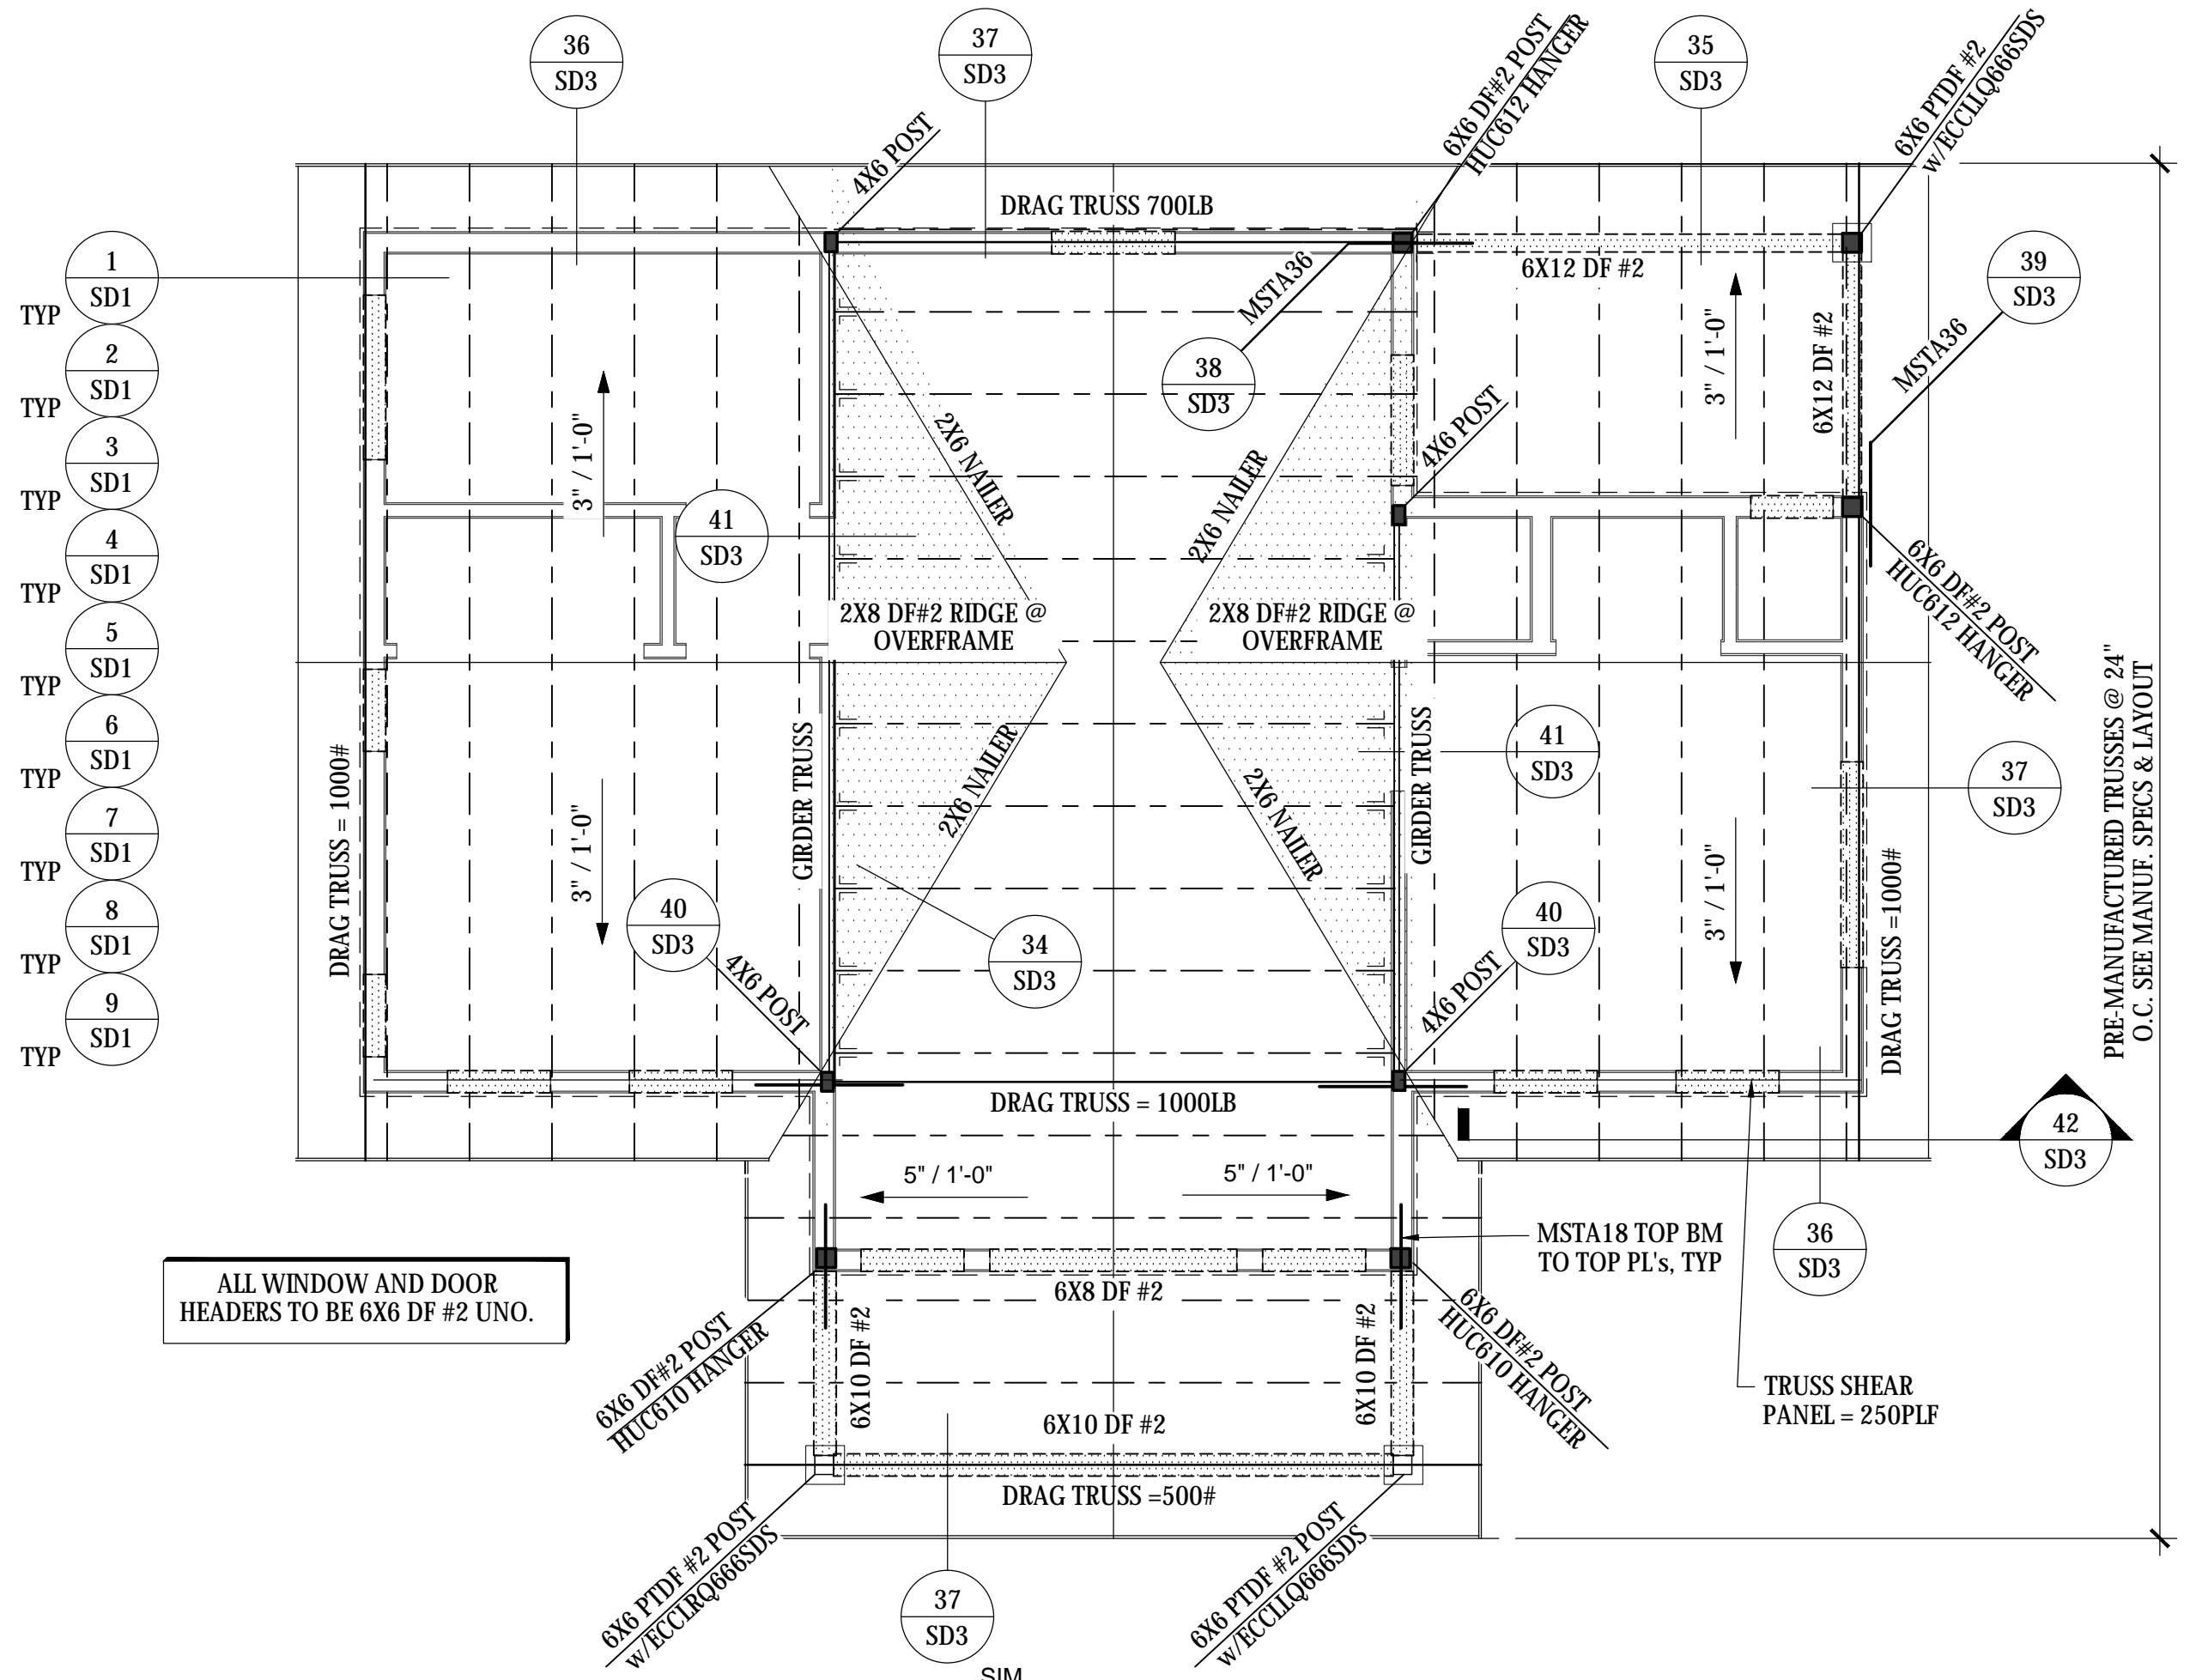 36
SD3
37
SD3
35
SD3
6X6 DF#2 POST
HUC612 HANGER
6X6 PTDF #2
w/ECCLLQ666SDS
4X6 POST
DRAG TRUSS 700LB
6X12 DF #2
MSTA36
38
SD3
3" / 1'-0"
6X12 DF #2
39
SD3
MSTA36
TYP
1
SD1
TYP
2
SD1
TYP
3
SD1
TYP
4
SD1
TYP
5
SD1
TYP
6
SD1
TYP
7
SD1
TYP
8
SD1
TYP
9
SD1
3" / 1'-0"
41
SD3
2X6 NAILER
2X6 NAILER
4X6 POST
2X8 DF#2 RIDGE @
OVERFRAME
2X8 DF#2 RIDGE @
OVERFRAME
6X6 DF#2 POST
HUC612 HANGER
PRE-MANUFACTURED TRUSSES @ 24"
O.C. SEE MANUF. SPECS & LAYOUT
DRAG TRUSS = 1000#
3" / 1'-0"
GIRDER TRUSS
2X6 NAILER
2X6 NAILER
GIRDER TRUSS
41
SD3
37
SD3
3" / 1'-0"
DRAG TRUSS =1000#
40
SD3
4X6 POST
34
SD3
40
SD3
4X6 POST
DRAG TRUSS = 1000LB
42
SD3
5" / 1'-0"
5" / 1'-0"
MSTA18 TOP BM
TO TOP PL's, TYP
36
SD3
ALL WINDOW AND DOOR
HEADERS TO BE 6X6 DF #2 UNO.
6X8 DF #2
6X6 DF#2 POST
HUC610 HANGER
6X10 DF #2
6X10 DF #2
6X6 DF#2 POST
HUC610 HANGER
6X10 DF #2
TRUSS SHEAR
PANEL = 250PLF
DRAG TRUSS =500#
6X6 PTDF #2 POST
w/ECCLRQ666SDS
37
SD3
SIM
6X6 PTDF #2 POST
w/ECCLLQ666SDS